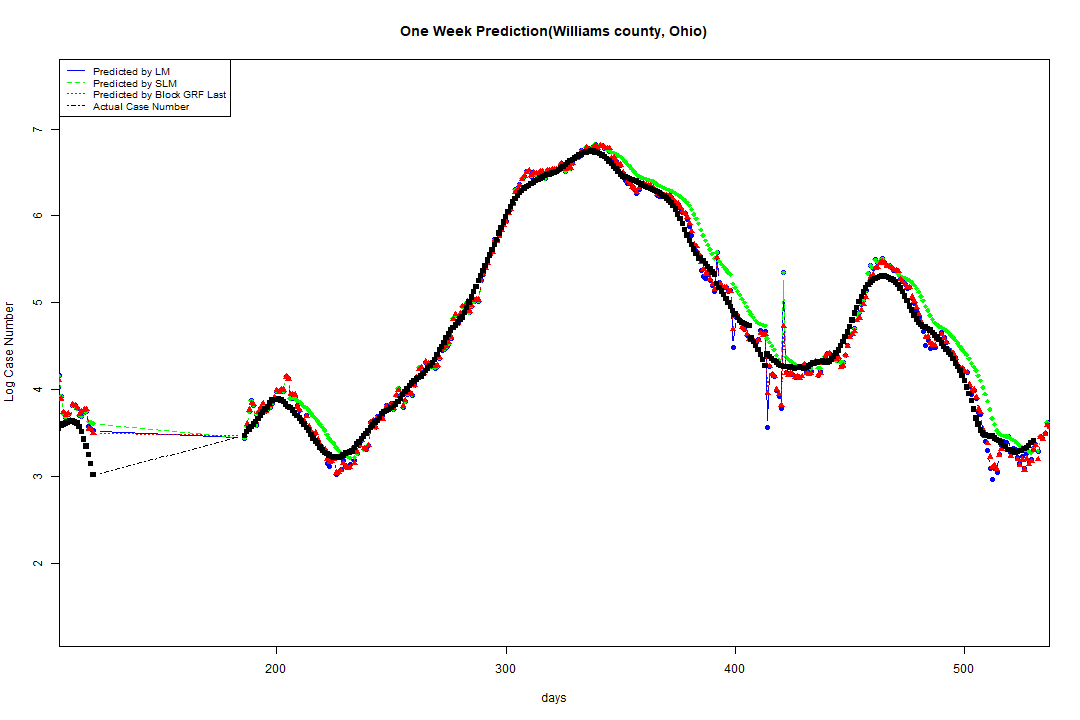 One Week Prediction(Williams county, Ohio)
Predicted by LM
Predicted by SLM
Predicted by Block GRF Last
Actual Case Number
Log Case Number
7
6
5
4
3
2
200
300
400
500
days